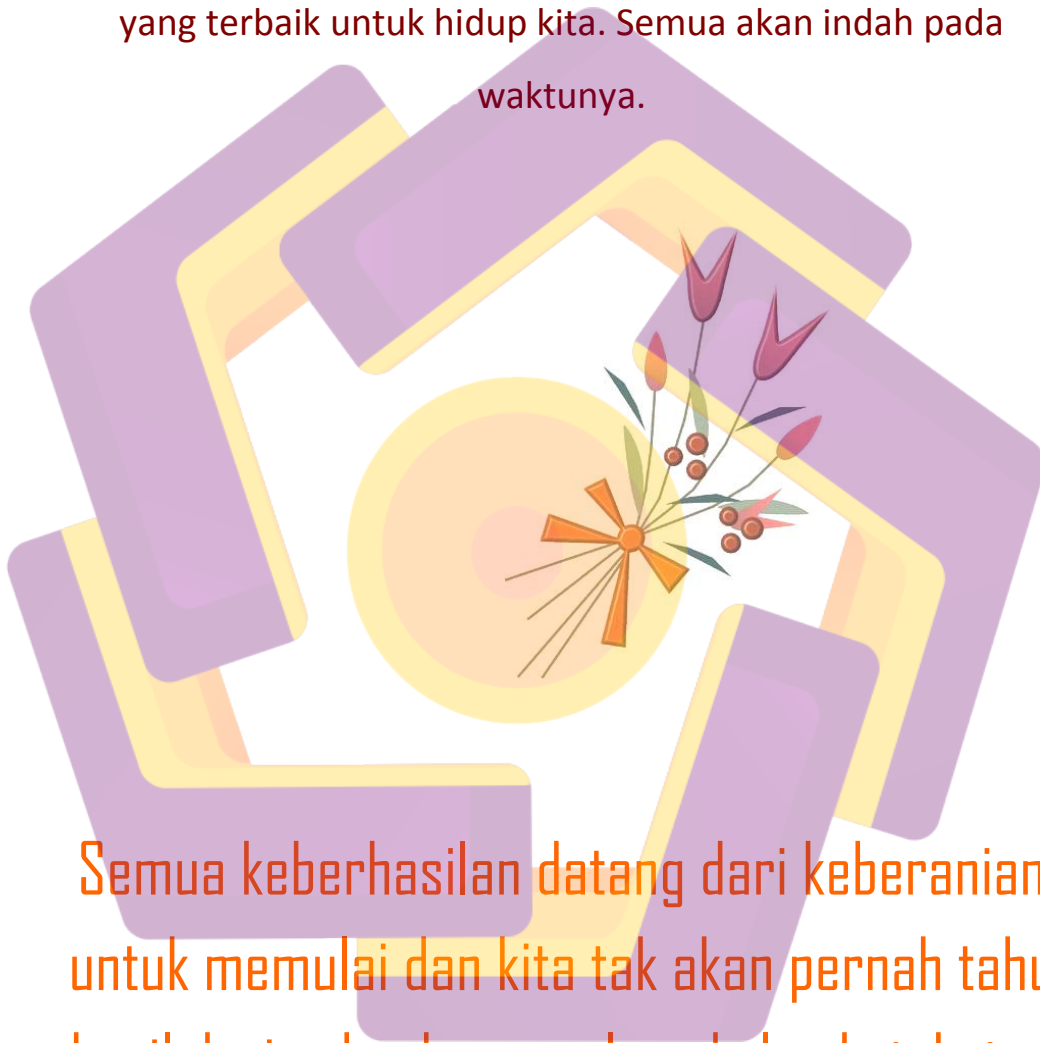 yang terbaik untuk hidup kita. Semua akan indah pada
waktunya.
Semua keberhasilan datang dari keberanian
untuk memulai dan kita tak akan pernah tahu